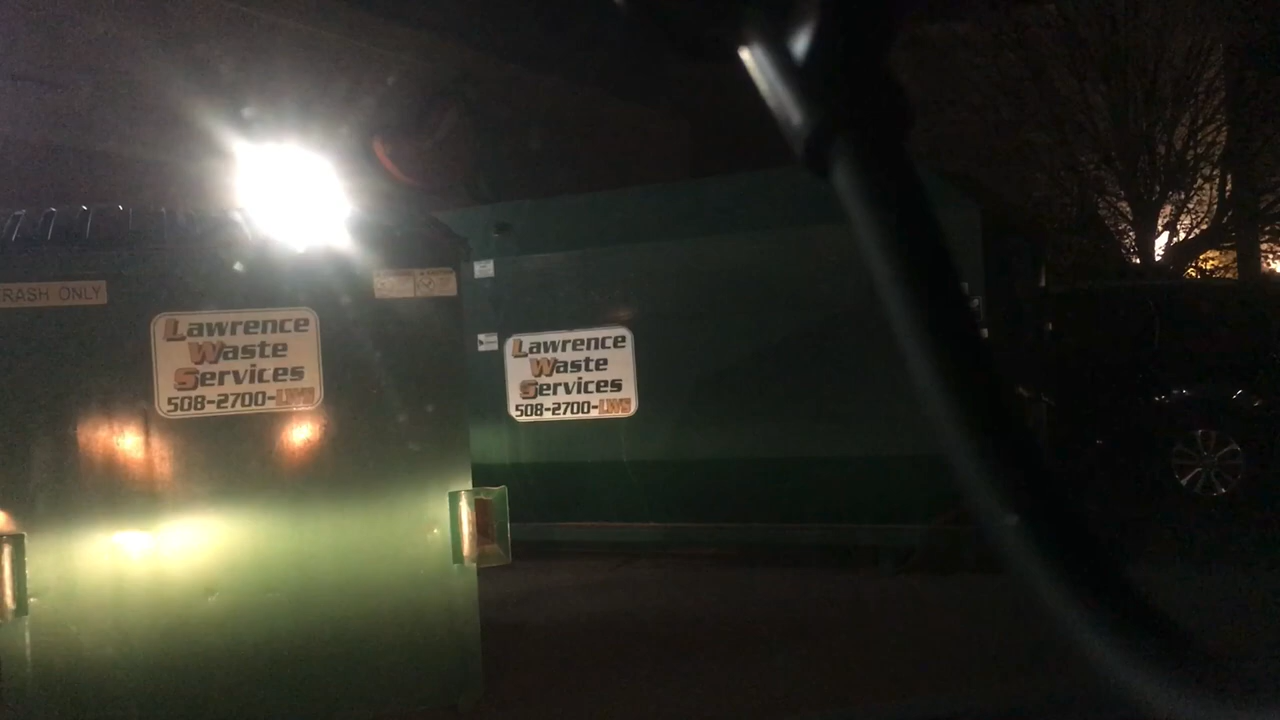 RASH ONLY
Lawrence
Waste
Services
508-2700-LWS
Lawrence
Waste
Services
508-2700-LWS